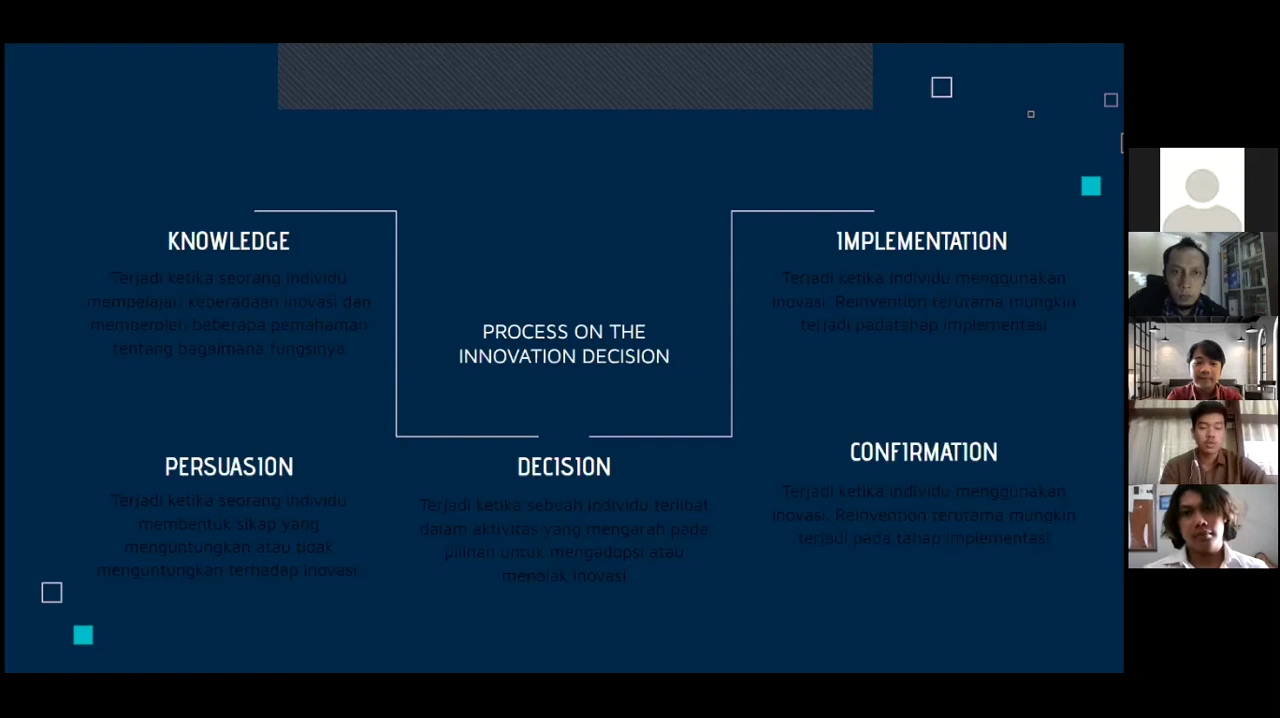 KNOWLEDGE
Terjadi ketika seorang individu
mempelajari keberadaan inovasi dan
memperoleh beberapa pemahaman
tentang bagaimana fungsinya.
PERSUASION
Terjadi ketika seorang individu
membentuk sikap yang
menguntungkan atau tidak
menguntungkan terhadap inovasi.
PROCESS ON THE
INNOVATION DECISION
DECISION
Terjadi ketika sebuah individu terlibat
dalam aktivitas yang mengarah pada
pilihan untuk mengadopsi atau
menolak inovasi.
IMPLEMENTATION
Terjadi ketika individu menggunakan
inovasi. Reinvention terutama mungkin
terjadi padatahap implementasi
CONFIRMATION
Terjadi ketika individu menggunakan
inovasi. Reinvention terutama mungkin
terjadi pada tahap implementasi